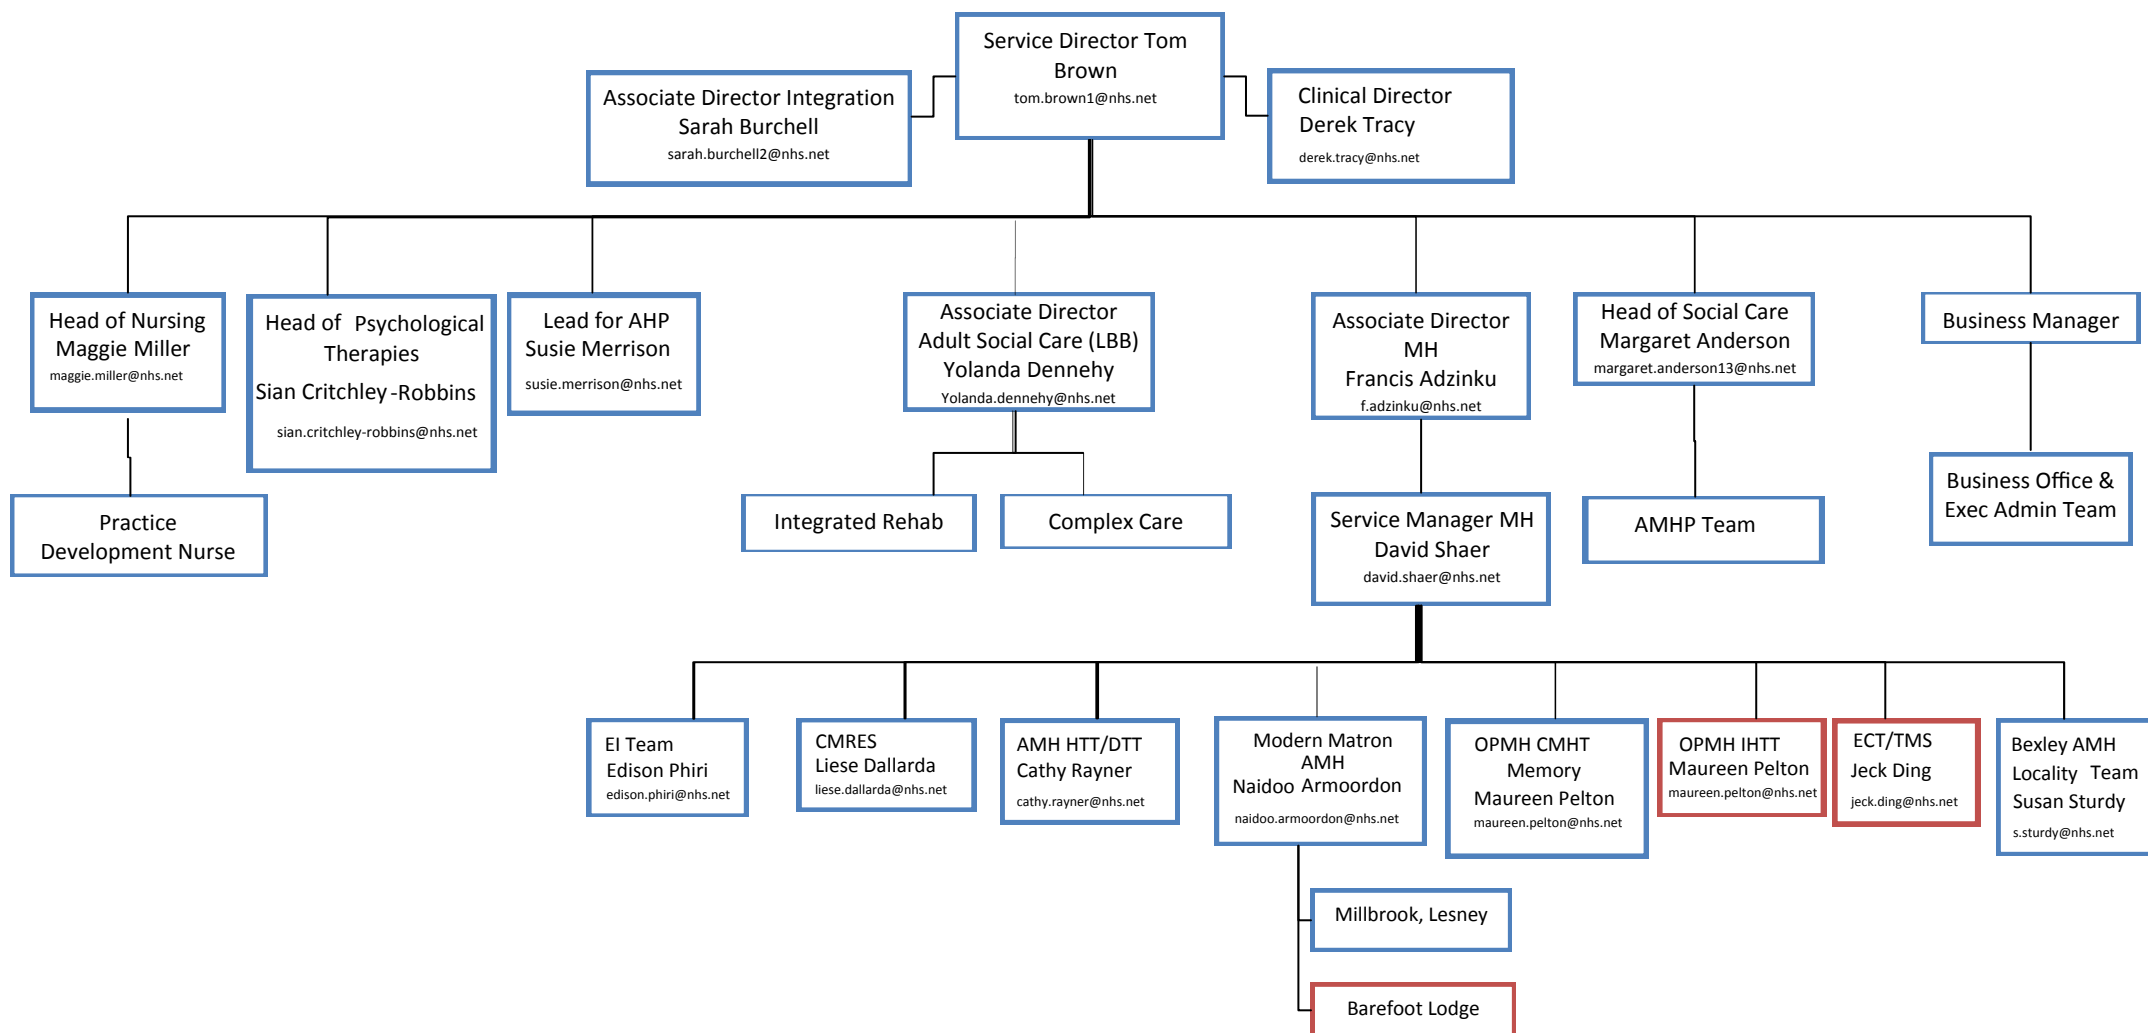 Service Director Tom
Brown
tom.brown1@nhs.net
Associate Director Integration
Sarah Burchell
sarah.burchell2@nhs.net
Clinical Director
Derek Tracy
derek.tracy@nhs.net
Head of Nursing
Maggie Miller
maggie.miller@nhs.net
Head of Psychological
Therapies
Sian Critchley-Robbins
sian.critchley-robbins@nhs.net
Lead for AHP
Susie Merrison
susie.merrison@nhs.net
Associate Director
Adult Social Care (LBB)
Yolanda Dennehy
Yolanda.dennehy@nhs.net
Associate Director
MH
Francis Adzinku
f.adzinku@nhs.net
Head of Social Care
Margaret Anderson
margaret.anderson13@nhs.net
Business Manager
Practice
Development Nurse
Integrated Rehab
Complex Care
Service Manager MH
David Shaer
david.shaer@nhs.net
AMHP Team
Business Office &
Exec Admin Team
EI Team
Edison Phiri
edison.phiri@nhs.net
CMRES
Liese Dallarda
liese.dallarda@nhs.net
AMH HTT/DTT
Cathy Rayner
cathy.rayner@nhs.net
Modern Matron
AMH
Naidoo Armoordon
naidoo.armoordon@nhs.net
OPMH CMHT
Memory
Maureen Pelton
maureen.pelton@nhs.net
OPMH IHTT
Maureen Pelton
maureen.pelton@nhs.net
ECT/TMS
Jeck Ding
jeck.ding@nhs.net
Bexley AMH
Locality Team
Susan Sturdy
s.sturdy@nhs.net
Millbrook, Lesney
Barefoot Lodge